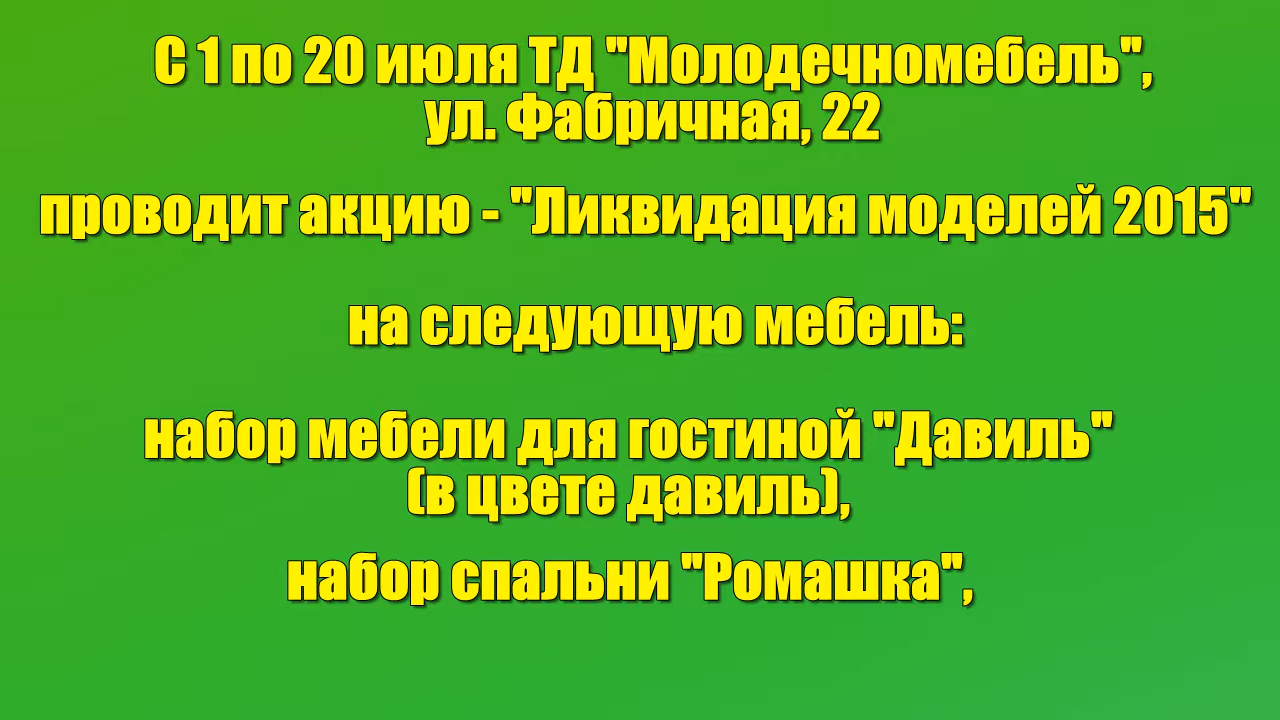 С 1 по 20 июля ТД "Молодечномебель",
ул. Фабричная, 22
проводит акцию - "Ликвидация моделей 2015"
на следующую мебель:
набор мебели для гостиной "Давиль"
(в цвете давиль),
набор спальни "Ромашка",